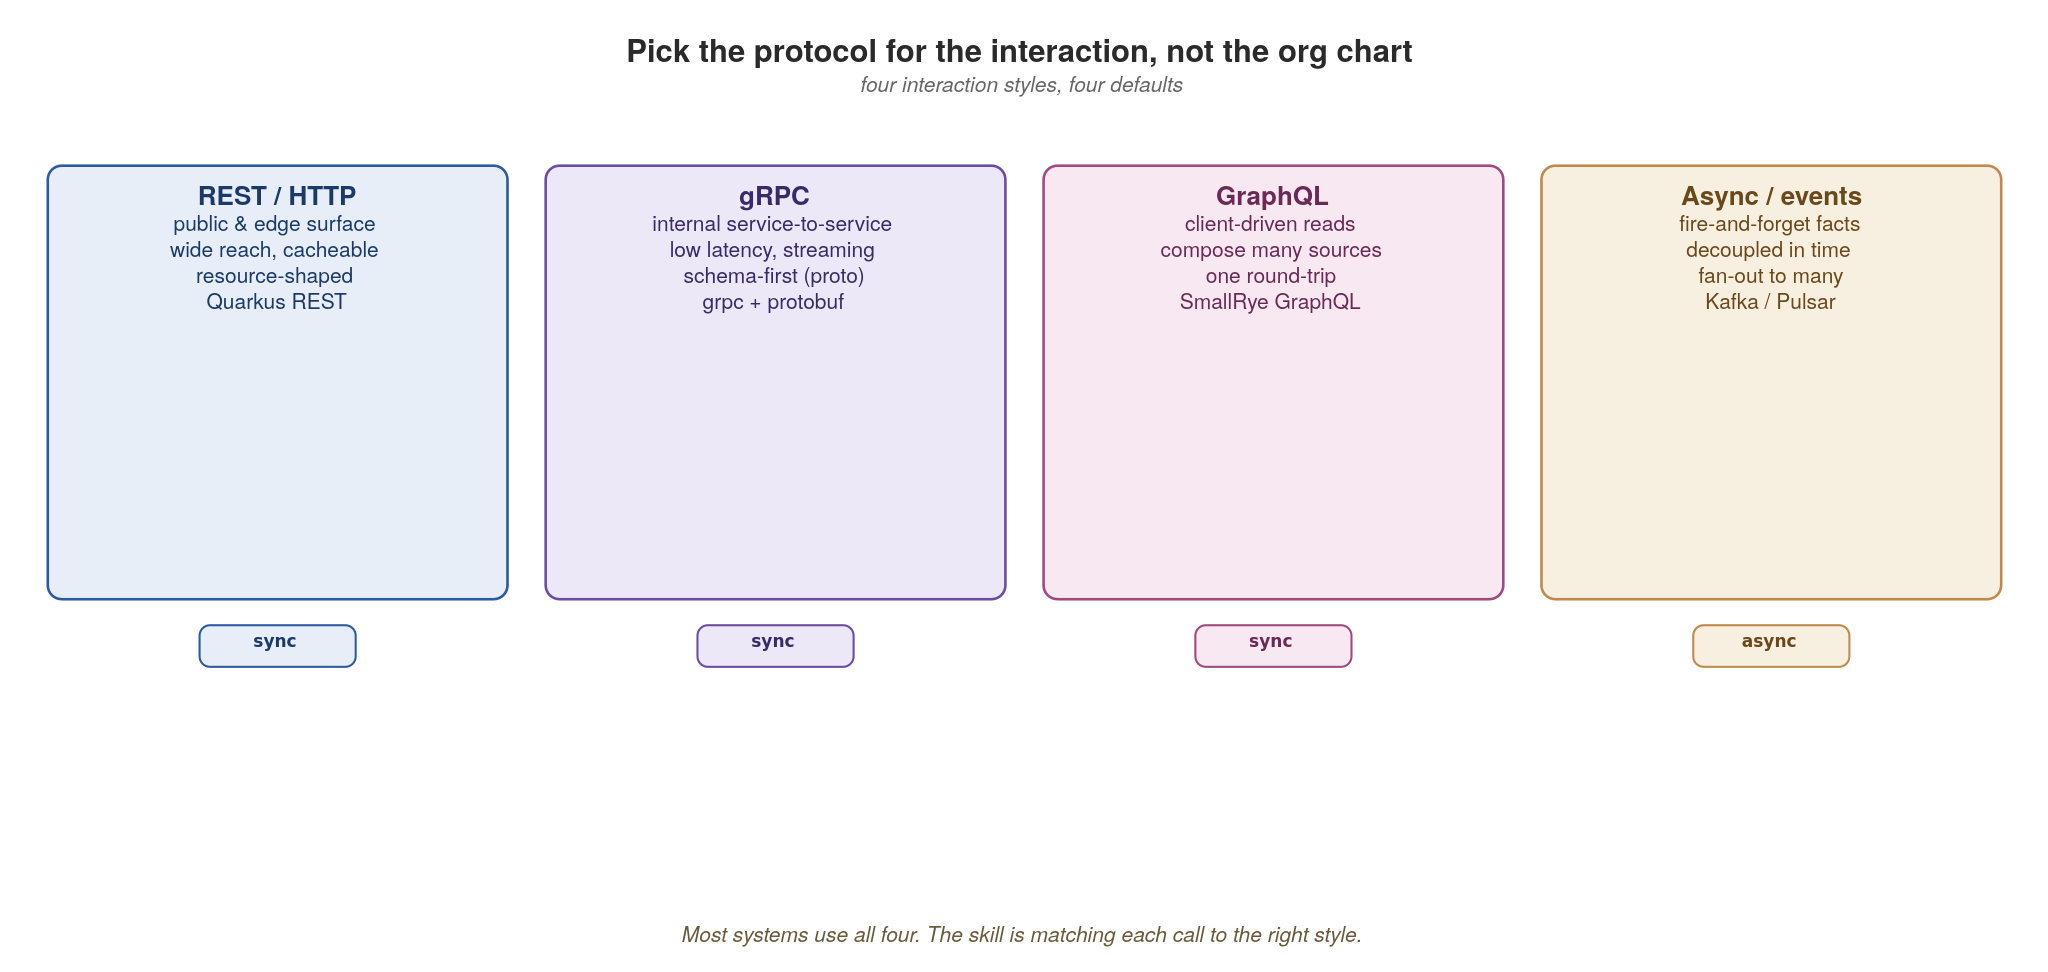 Pick the protocol for the interaction, not the org chart
four interaction styles, four defaults
REST / HTTP
public & edge surface
wide reach, cacheable
resource-shaped
Quarkus REST
gRPC
internal service-to-service
low latency, streaming
schema-first (proto)
grpc + protobuf
GraphQL
client-driven reads
compose many sources
one round-trip
SmallRye GraphQL
Async / events
fire-and-forget facts
decoupled in time
fan-out to many
Kafka / Pulsar
sync
sync
sync
async
Most systems use all four. The skill is matching each call to the right style.